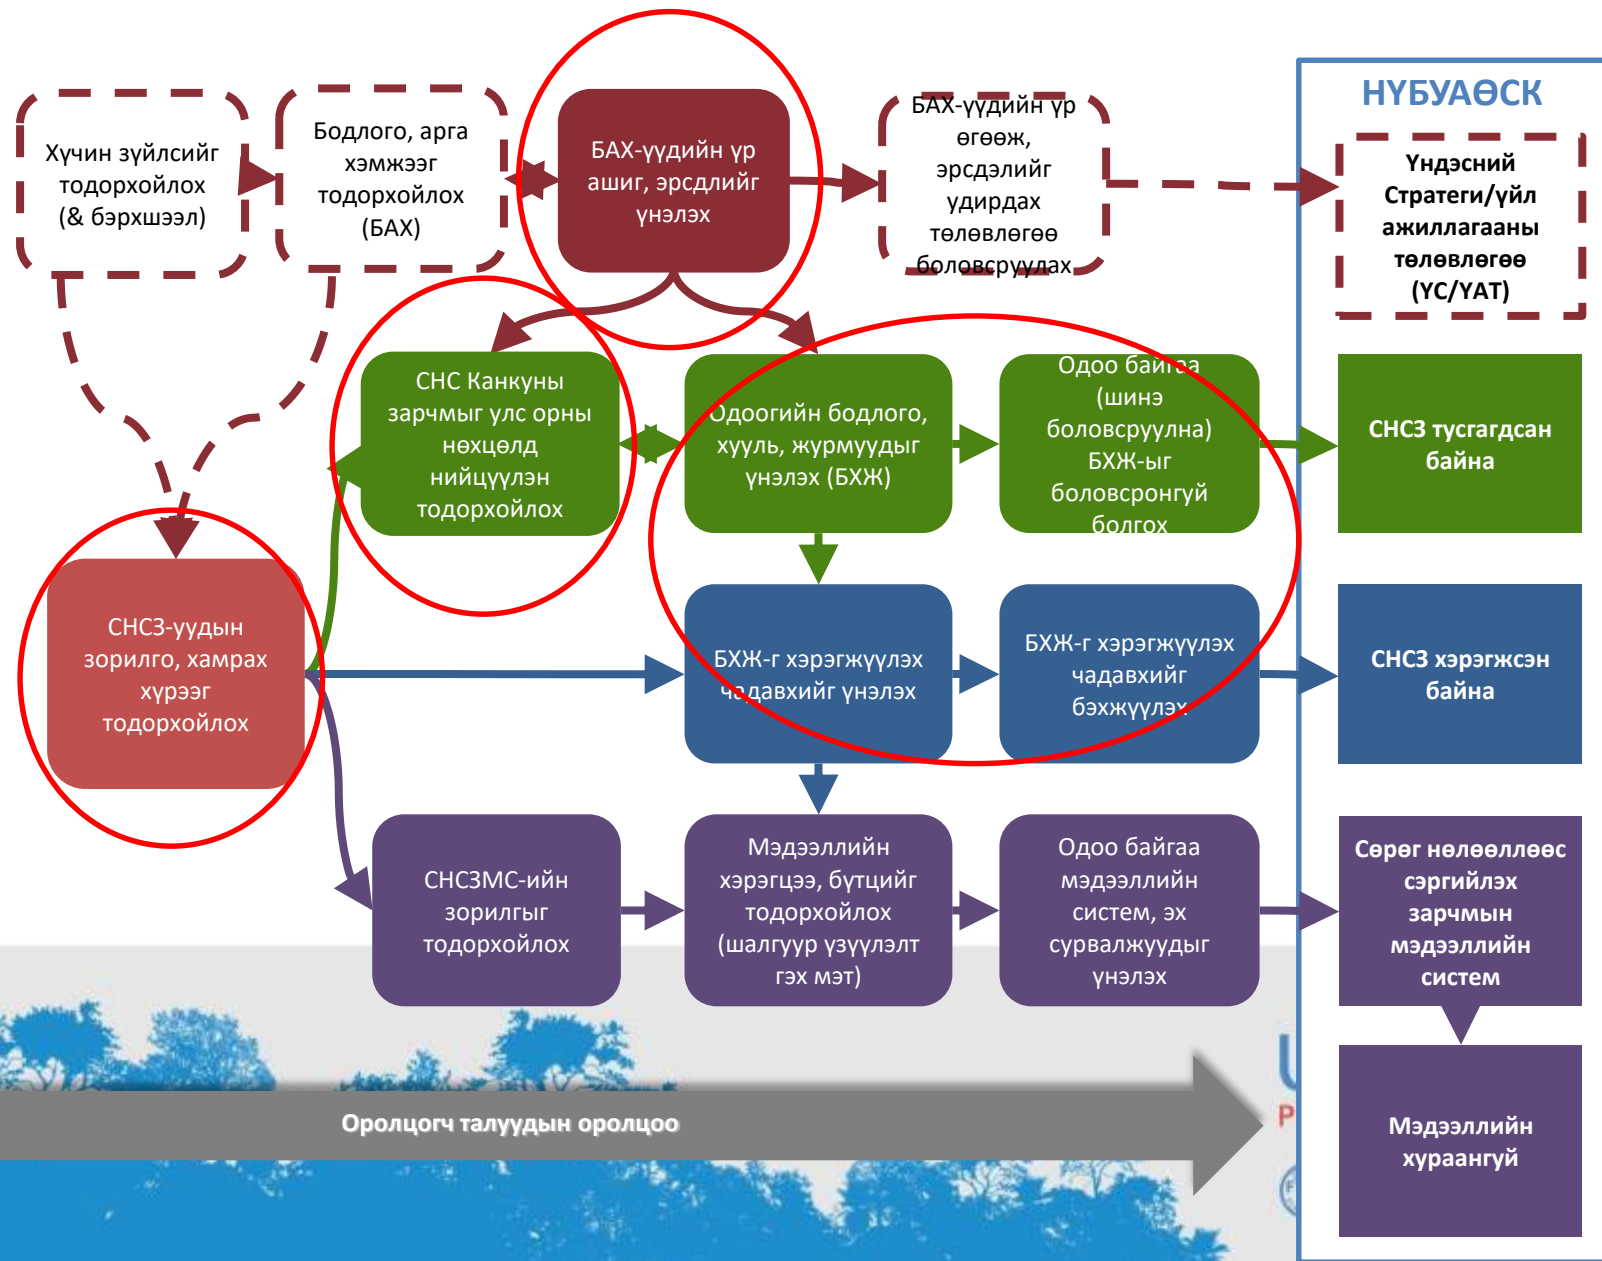 НҮБУАӨСК
Хүчин зүйлсийг
тодорхойлох
(& бэрхшээл)
Бодлого, арга
хэмжээг
тодорхойлох
(БАХ)
БАХ-үүдийн үр
ашиг, эрсдлийг
үнэлэх
БАХ-үүдийн үр
өгөөж,
эрсдэлийг
удирдах
төлөвлөгөө
боловсруулах
Үндэсний
Стратеги/үйл
ажиллагааны
төлөвлөгөө
(ҮС/ҮАТ)
СНС Канкуны
зарчмыг улс орны
нөхцөлд
нийцүүлэн
тодорхойлох
Одоогийн бодлого,
хууль, журмуудыг
үнэлэх (БХЖ)
Одоо байгаа
(шинэ
боловсруулна)
БХЖ-ыг
боловсронгуй
болгох
СНСЗ тусгагдсан
байна
СНСЗ-уудын
зорилго, хамрах
хүрээг
тодорхойлох
БХЖ-г хэрэгжүүлэх
чадавхийг үнэлэх
БХЖ-г хэрэгжүүлэх
чадавхийг
бэхжүүлэх
СНСЗ хэрэгжсэн
байна
СНСЗМС-ийн
зорилгыг
тодорхойлох
Мэдээллийн
хэрэгцээ, бүтцийг
тодорхойлох
(шалгуур үзүүлэлт
гэх мэт)
Одоо байгаа
мэдээллийн
систем, эх
сурвалжуудыг
үнэлэх
Сөрөг нөлөөллөөс
сэргийлэх
зарчмын
мэдээллийн
систем
Оролцогч талуудын оролцоо
Мэдээллийн
хураангуй